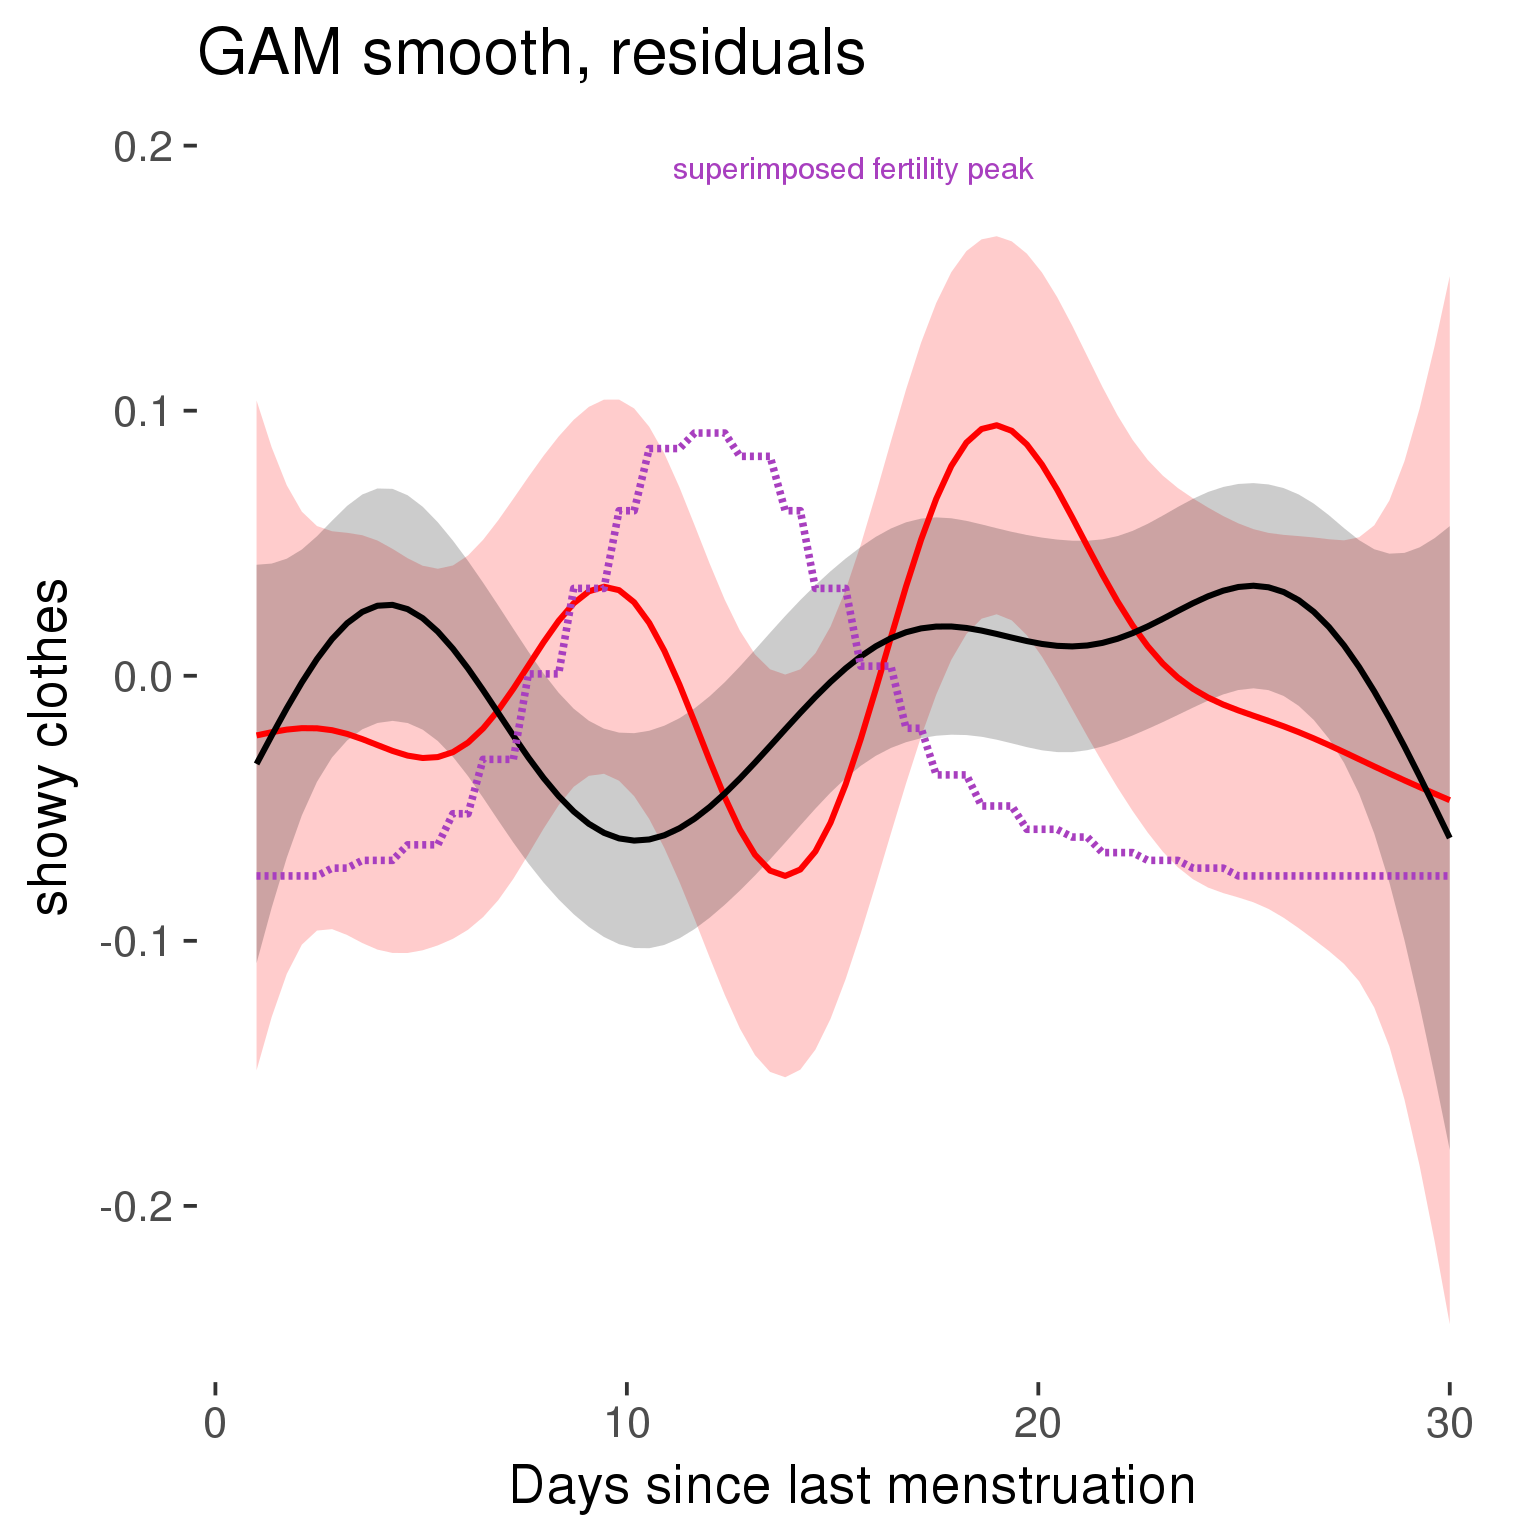 GAM smooth, residuals
superimposed fertility peak
0.2
0.1
0.0
-0.1
-0.2
showy clothes
0 10 20 30
Days since last menstruation